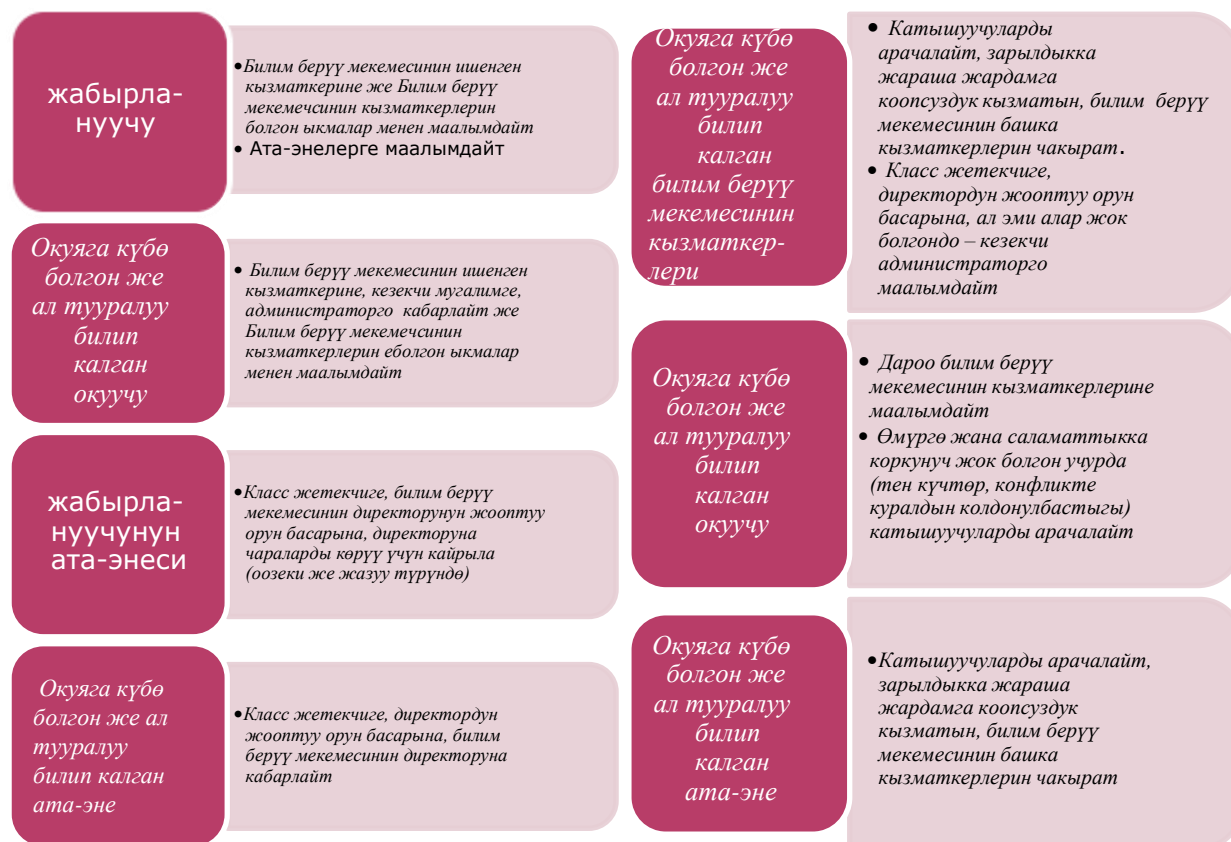 жабырла-
нуучу
•Билим берүү мекемесинин ишенген
кызматкерине же Билим берүү
мекемечсинин кызматкерлерин
болгон ыкмалар менен маалымдайт
• Ата-энелерге маалымдайт
Окуяга күбө
болгон же
ал тууралуу
билип
калган
окуучу
• Билим берүү мекемесинин ишенген
кызматкерине, кезекчи мугалимге,
администраторго кабарлайт же
Билим берүү мекемечсинин
кызматкерлерин еболгон ыкмалар
менен маалымдайт
жабырла-
нуучунун
ата-энеси
•Класс жетекчиге, билим берүү
мекемесинин директорунун жооптуу
орун басарына, директоруна
чараларды көрүү үчүн кайрыла
(оозеки же жазуу түрүндө)
Окуяга күбө
болгон же ал
тууралуу
билип калган
ата-эне
•Класс жетекчиге, директордун
жооптуу орун басарына, билим
берүү мекемесинин директоруна
кабарлайт
Окуяга күбө
болгон же
ал тууралуу
билип
калган
билим берүү
мекемесинин
кызматкер-
лери
• Катышуучуларды
арачалайт, зарылдыкка
жараша жардамга
коопсуздук кызматын, билим берүү
мекемесинин башка
кызматкерлерин чакырат.
• Класс жетекчиге,
директордун жооптуу орун
басарына, ал эми алар жок
болгондо – кезекчи
администраторго
маалымдайт
Окуяга күбө
болгон же
ал тууралуу
билип
калган
окуучу
• Дароо билим берүү
мекемесинин кызматкерлерине
маалымдайт
• Өмүргө жана саламаттыкка
коркунуч жок болгон учурда
(тен күчтөр, конфликте
куралдын колдонулбастыгы)
катышуучуларды арачалайт
Окуяга күбө
болгон же
ал тууралуу
билип
калган
ата-эне
•Катышуучуларды арачалайт,
зарылдыкка жараша
жардамга коопсуздук
кызматын, билим берүү
мекемесинин башка
кызматкерлерин чакырат